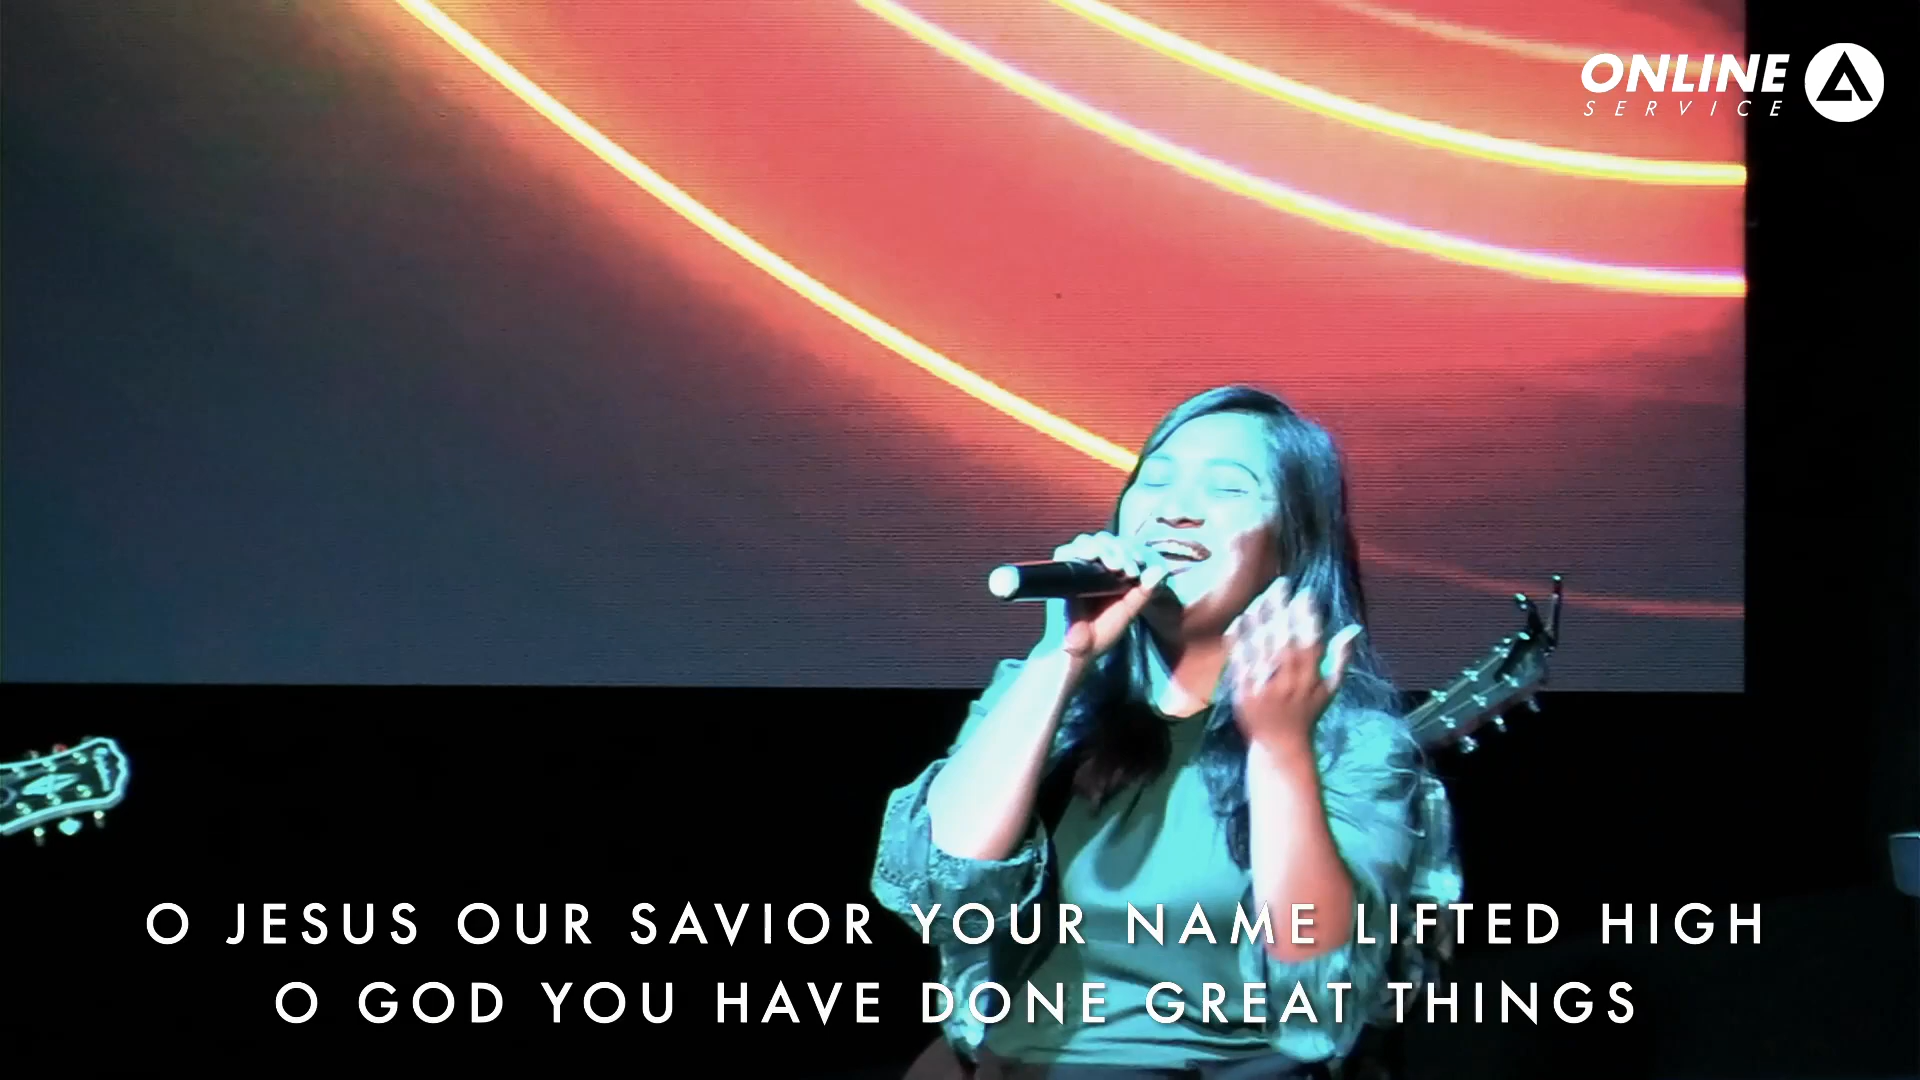 ONLINE
SERVICE
O JESUS OUR SAVIOR YOUR NAME LIFTED HIGH
O GOD YOU HAVE DONE GREAT THINGS